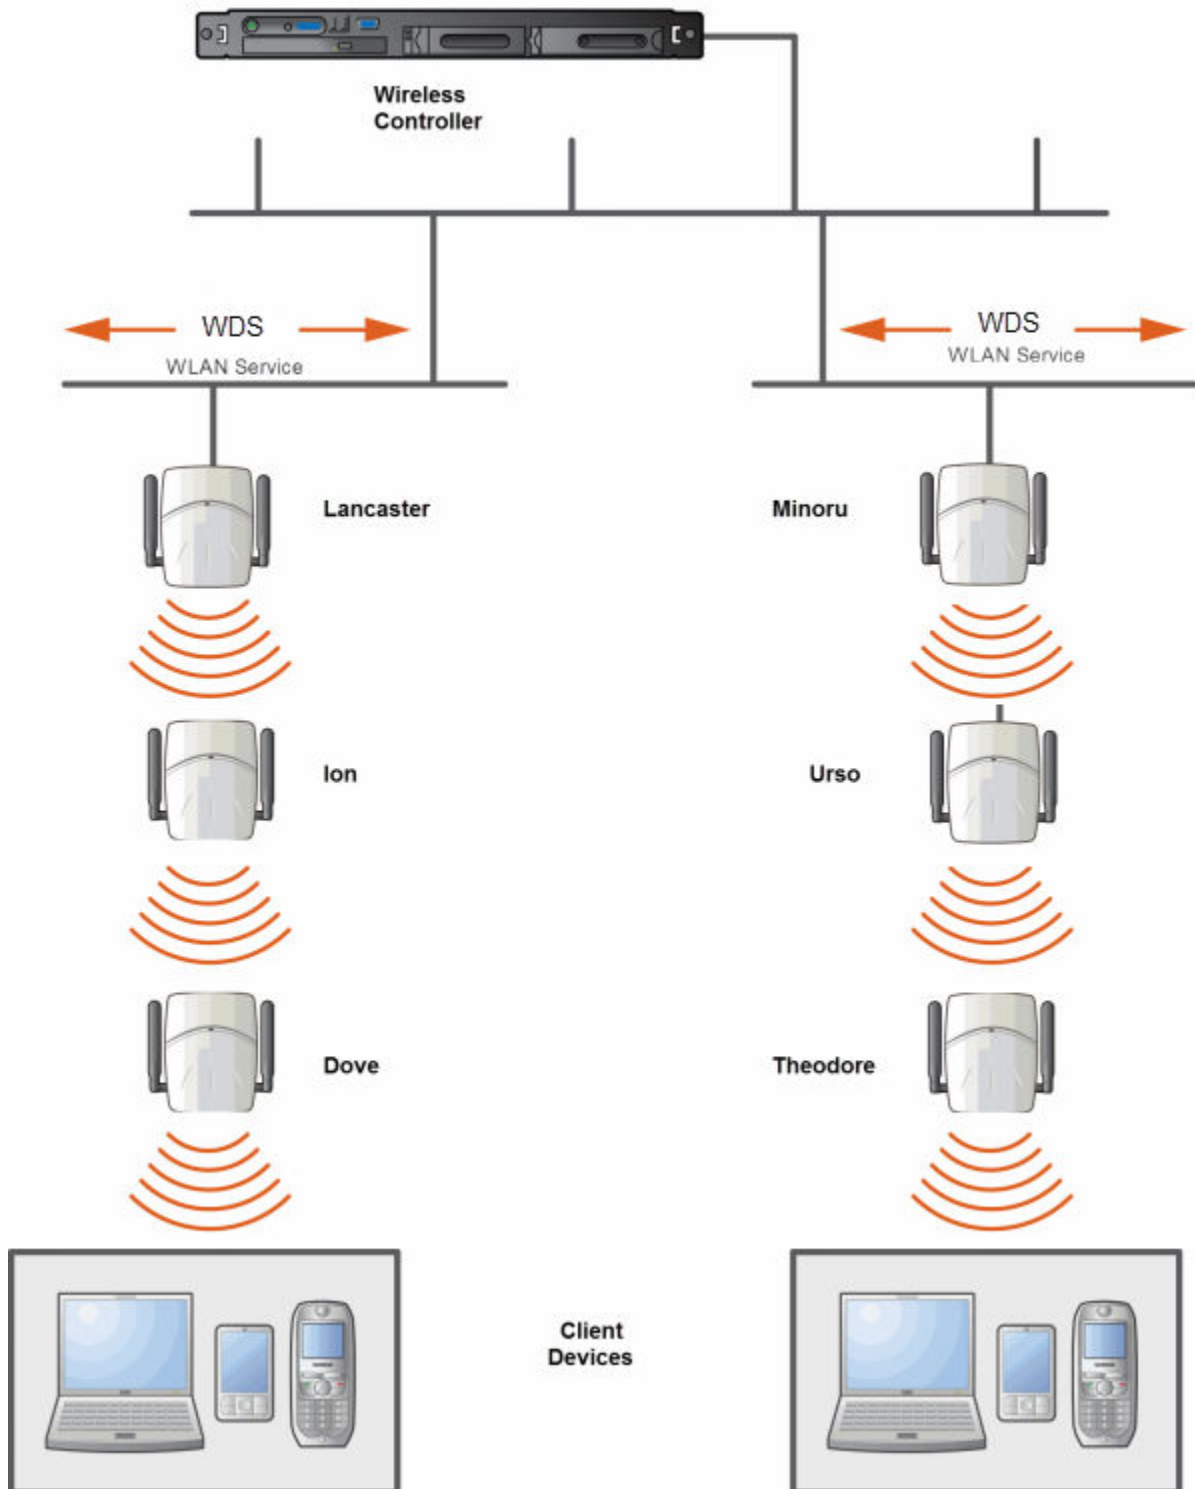 Wireless
Controller
WDS
WLAN Service
WDS
WLAN Service
Lancaster
Minoru
Ion
Urso
Dove
Theodore
Client
Devices